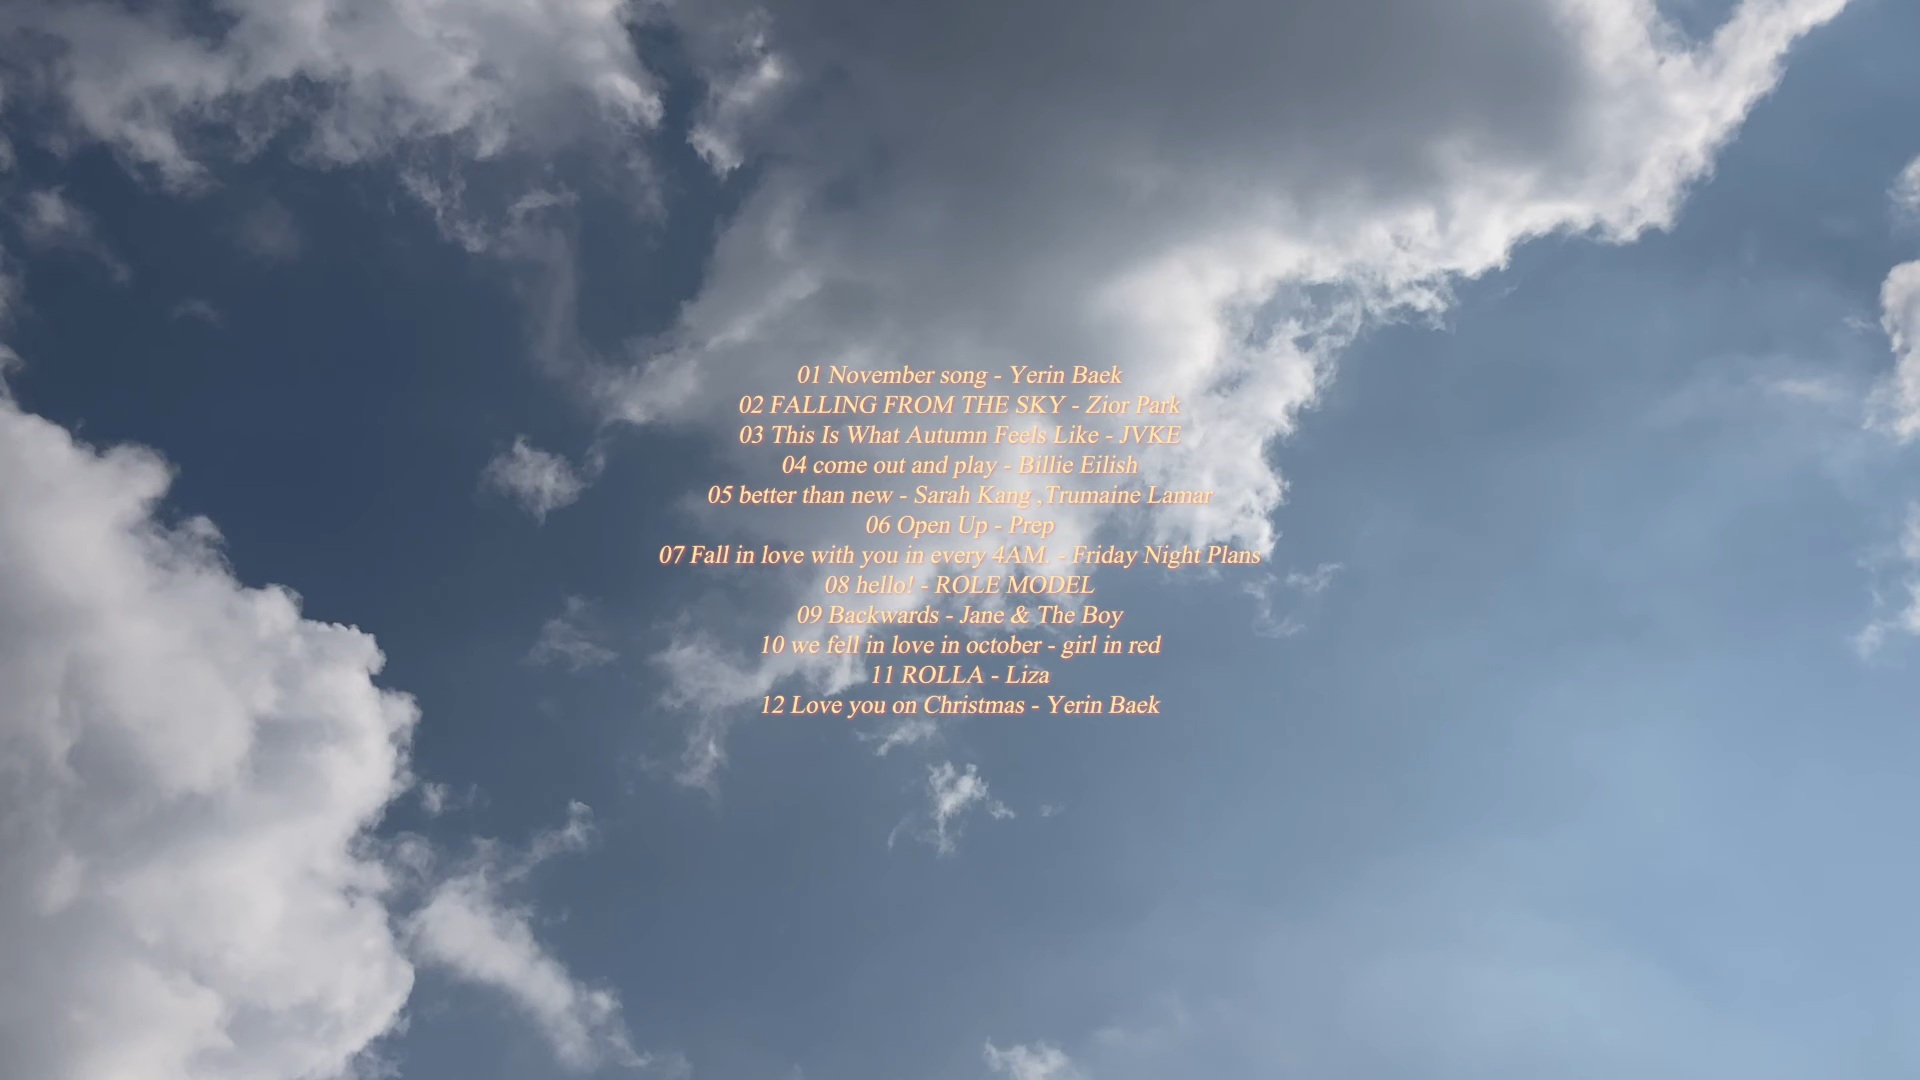 01 November song - Yerin Baek
02 FALLING FROM THE SKY - Zior Park
03 This Is What Autumn Feels Like - JVKE
04 come out and play - Billie Eilish
05 better than new - Sarah Kang ,Trumaine Lamar
06 Open Up - Prep
07 Fall in love with you in every 4AM. - Friday Night Plans
08 hello! - ROLE MODEL
09 Backwards - Jane & The Boy
10 we fell in love in october - girl in red
11 ROLLA - Liza
12 Love you on Christmas - Yerin Baek